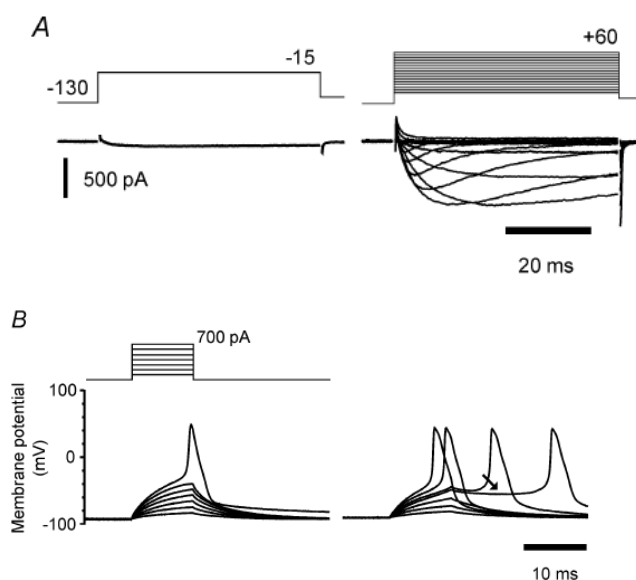 A
-130
-15
+60
500 pA
20 ms
B
700 pA
Membrane potential
(mV)
100
0
-100
10 ms